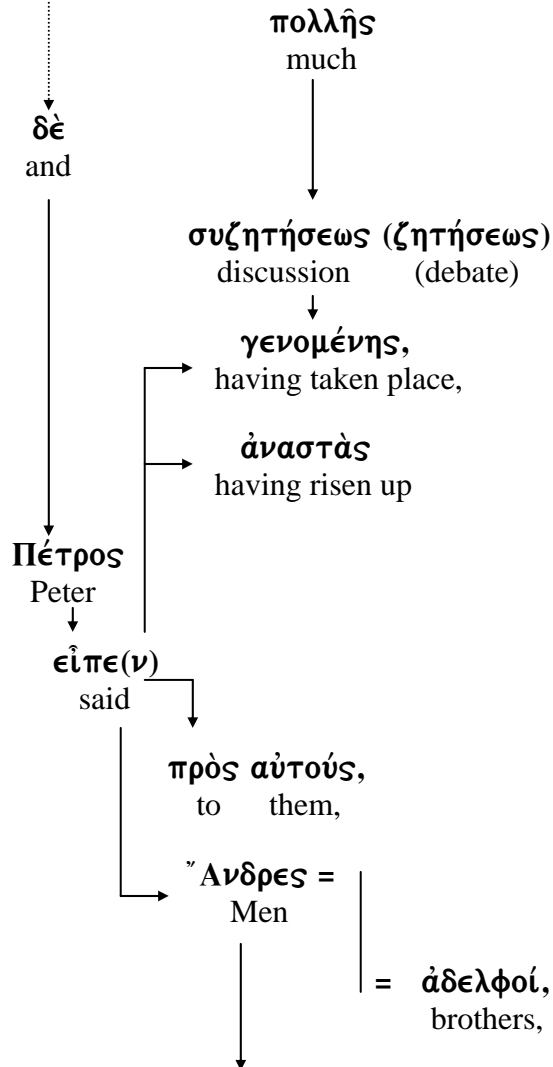 πολλῆς
much
δὲ
and
συζητήσεως (ζητήσεως)
discussion (debate)
γενομένης,
having taken place,
ἀναστὰς
having risen up
Πέτρος
Peter
εἶπε(ν)
said
πρὸς αὐτούς,
to them,
Ἄνδρες =
Men
= ἀδελφοί,
brothers,